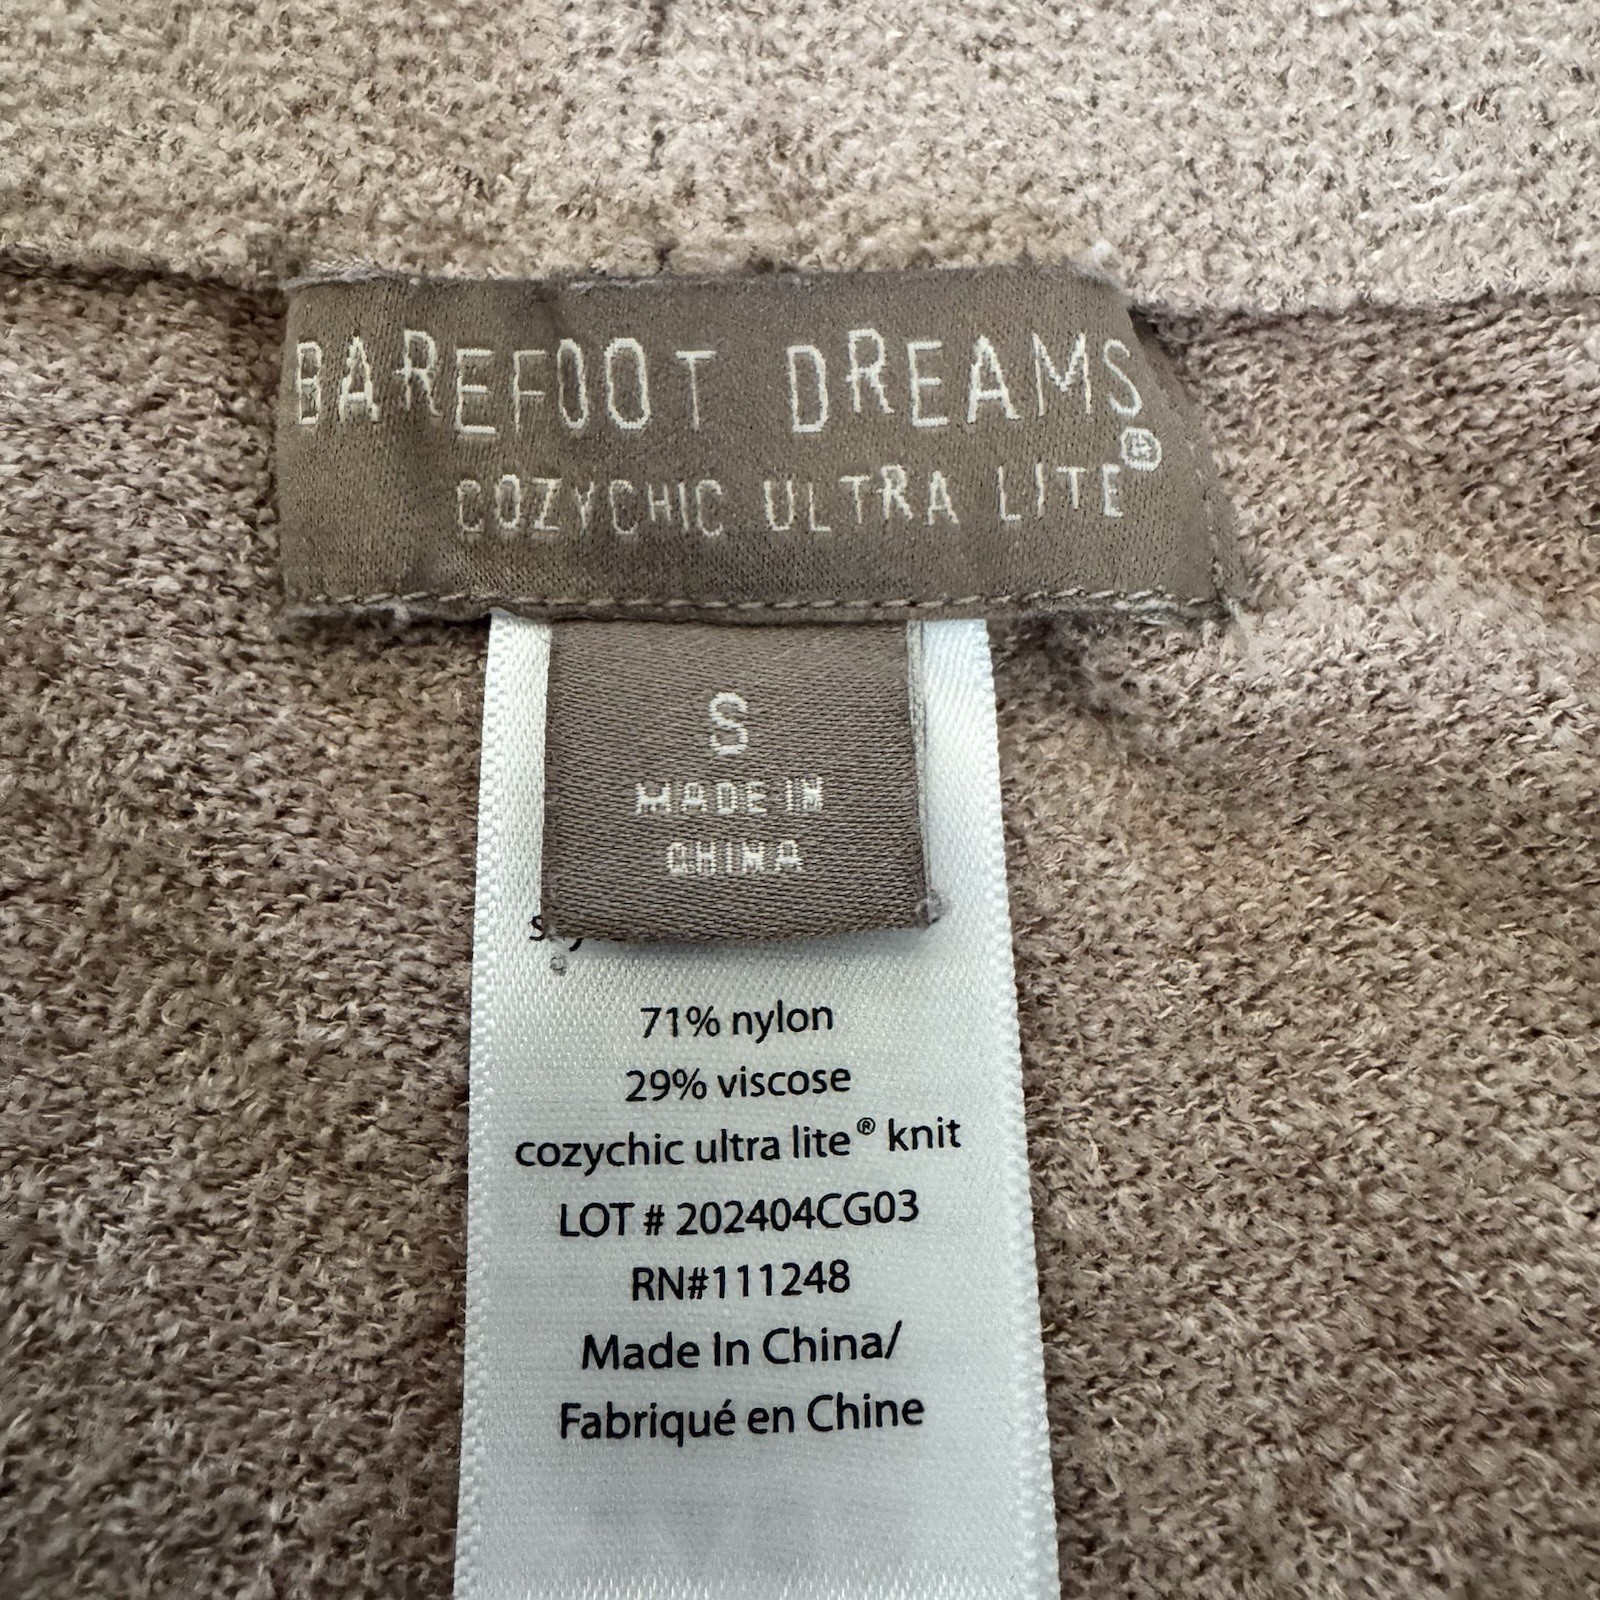 BAREFOOT DREAMS
COZYCHIC ULTRA LITE®
S
MADE IN
CHINA
71% nylon
29% viscose
cozychic ultra lite® knit
LOT # 202404CG03
RN#111248
Made In China/
Fabriqué en Chine